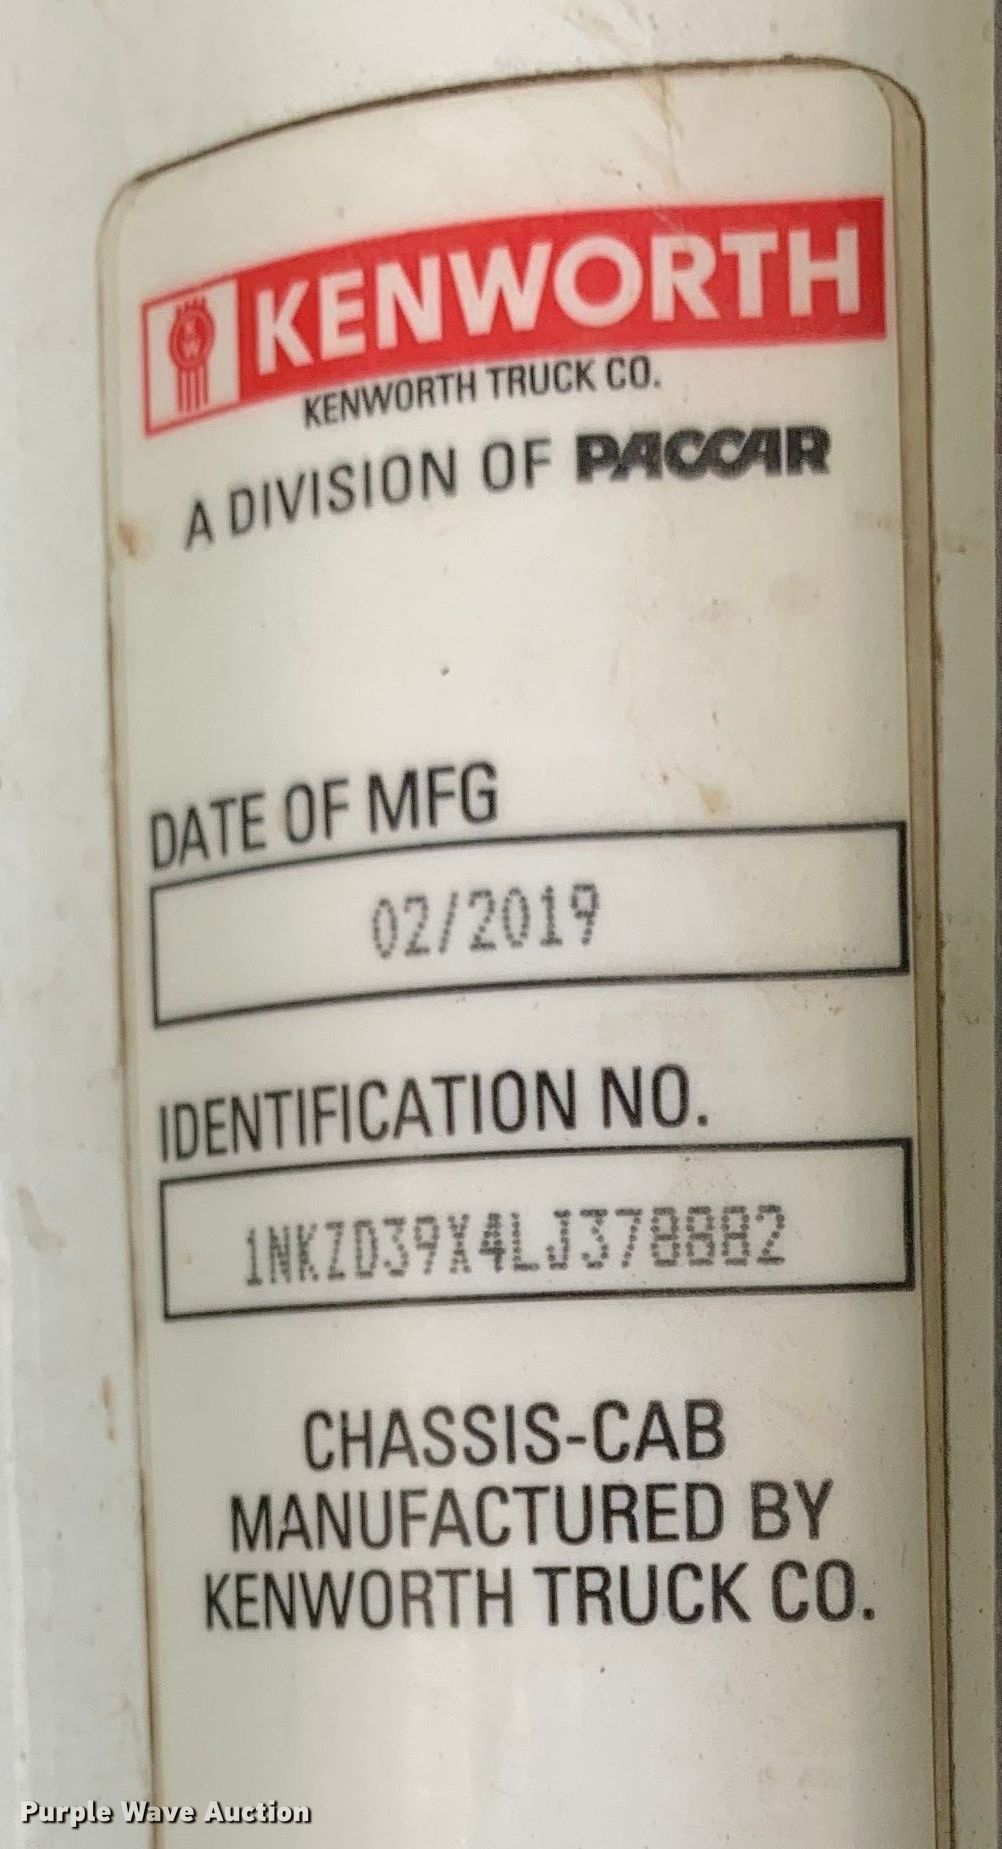 KENWORTH
KENWORTH TRUCK CO.
A DIVISION OF PACCAR
DATE OF MFG
02/2019
IDENTIFICATION NO.
1NKZD39X4LJ378882
CHASSIS-CAB
MANUFACTURED BY
KENWORTH TRUCK CO.
Purple Wave Auction